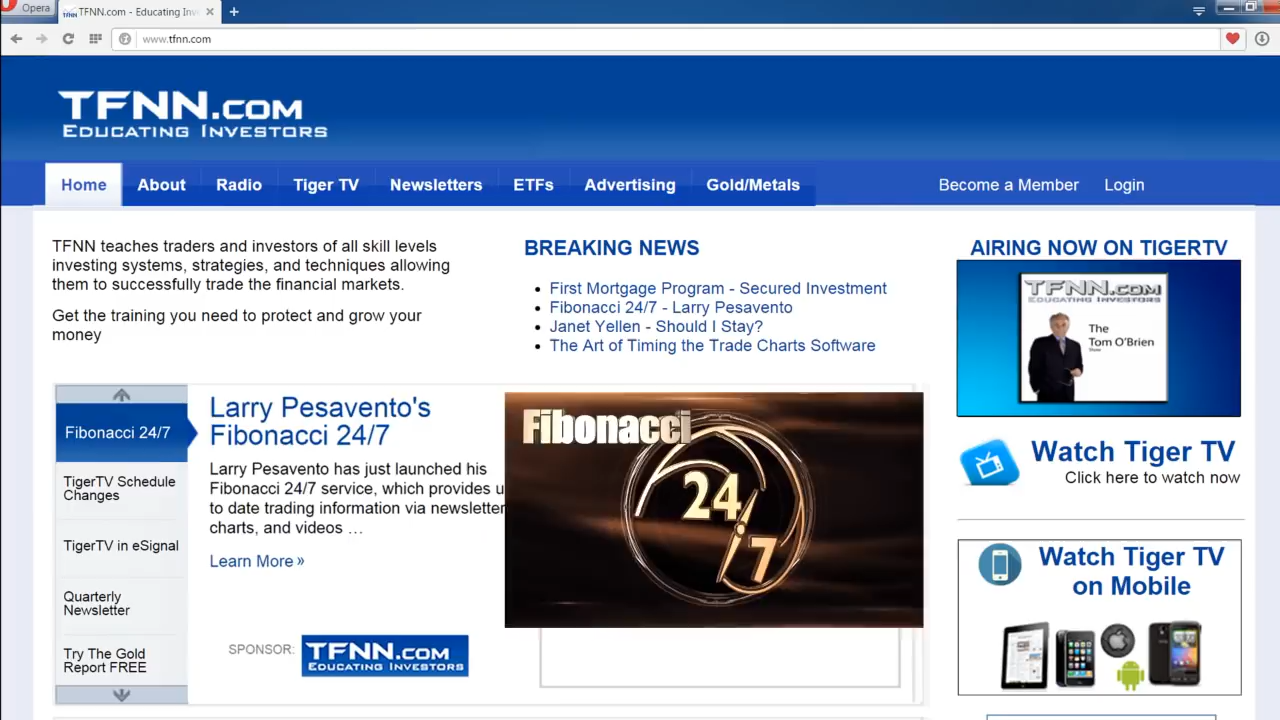 Opera
TFNN.com - Educating Inv
www.tfnn.com
TFNN.com
Educating Investors
Home
About
Radio
Tiger TV
Newsletters
ETFs
Advertising
Gold/Metals
Become a Member
Login
TFNN teaches traders and investors of all skill levels
investing systems, strategies, and techniques allowing
them to successfully trade the financial markets.
Get the training you need to protect and grow your
money
BREAKING NEWS
First Mortgage Program - Secured Investment
Fibonacci 24/7 - Larry Pesavento
Janet Yellen - Should I Stay?
The Art of Timing the Trade Charts Software
AIRING NOW ON TIGERTV
TFNN.com
Educating Investors
The
Tom O'Brien
Show
Watch Tiger TV
Click here to watch now
Watch Tiger TV
on Mobile
Fibonacci 24/7
TigerTV Schedule
Changes
TigerTV in eSignal
Quarterly
Newsletter
Try The Gold
Report FREE
Larry Pesavento's
Fibonacci 24/7
Larry Pesavento has just launched his
Fibonacci 24/7 service, which provides u
to date trading information via newsletter
charts, and videos …
Learn More »
Fibonacci
24/7
SPONSOR:
TFNN.com
Educating Investors